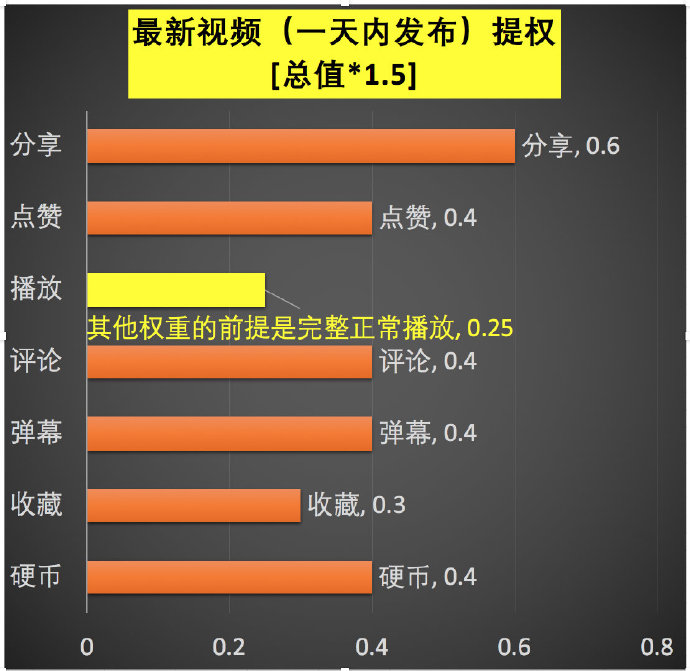 最新视频（一天内发布）提权
[总值*1.5]
分享
分享, 0.6
点赞
点赞, 0.4
播放
其他权重的前提是完整正常播放, 0.25
评论
评论, 0.4
弹幕
弹幕, 0.4
收藏
收藏, 0.3
硬币
硬币, 0.4
0 0.2 0.4 0.6 0.8